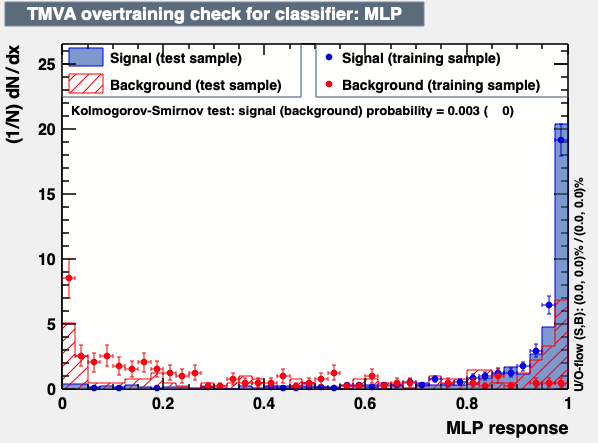 TMVA overtraining check for classifier: MLP
(1/N) dN / dx
25
20
15
10
5
0
Signal (test sample)
Background (test sample)
Signal (training sample)
Background (training sample)
Kolmogorov-Smirnov test: signal (background) probability = 0.003 ( 0)
U/O-flow (S,B): (0.0, 0.0)% / (0.0, 0.0)%
0 0.2 0.4 0.6 0.8 1
MLP response